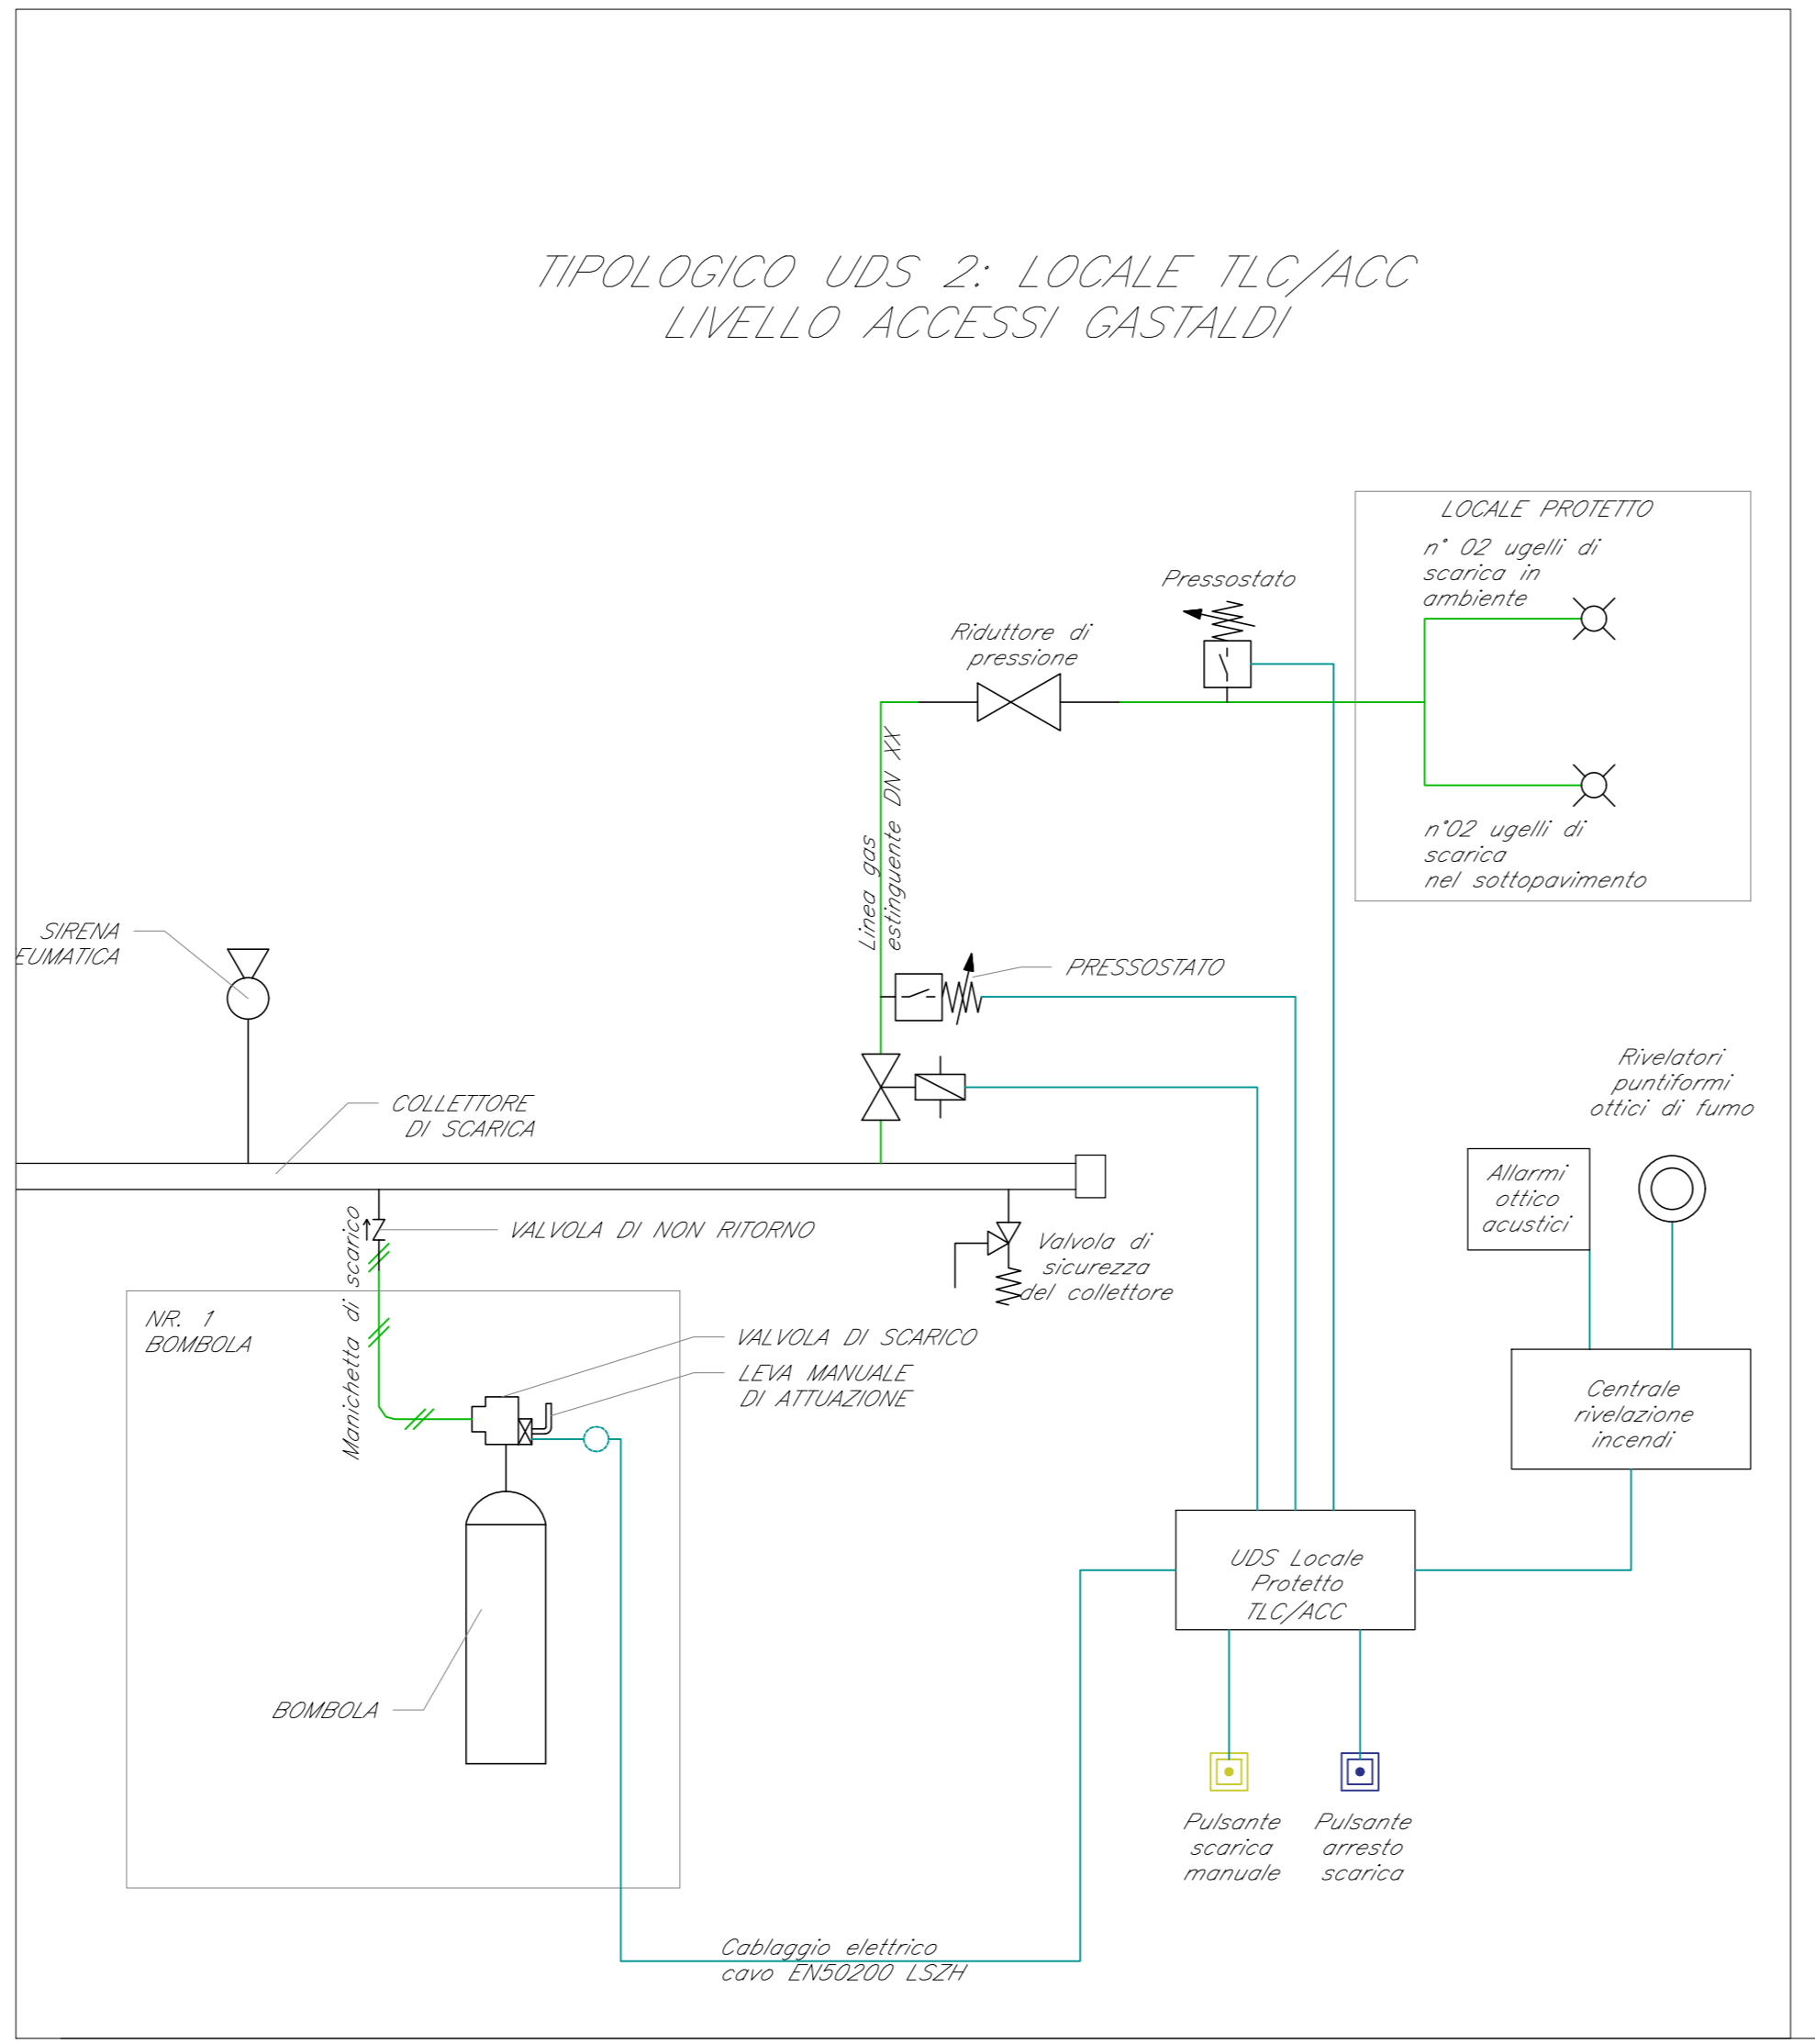 TIPOLOGICO UDS 2: LOCALE TLC/ACC
LIVELLO ACCESSI GASTALDI
LOCALE PROTETTO
n° 02 ugelli di
scarica in
ambiente
n°02 ugelli di
scarica
nel sottopavimento
Pressostato
Riduttore di
pressione
Linea gas
estinguente DN XX
SIRENA
EUMATICA
PRESSOSTATO
COLLETTORE
DI SCARICA
Rivelatori
puntiformi
ottici di fumo
Allarmi
ottico
acustici
VALVOLA DI NON RITORNO
Valvola di
sicurezza
del collettore
Manichetta di scarico
NR. 1
BOMBOLA
VALVOLA DI SCARICO
LEVA MANUALE
DI ATTUAZIONE
Centrale
rivelazione
incendi
UDS Locale
Protetto
TLC/ACC
BOMBOLA
Pulsante
scarica
manuale
Pulsante
arresto
scarica
Cablaggio elettrico
cavo EN50200 LSZH